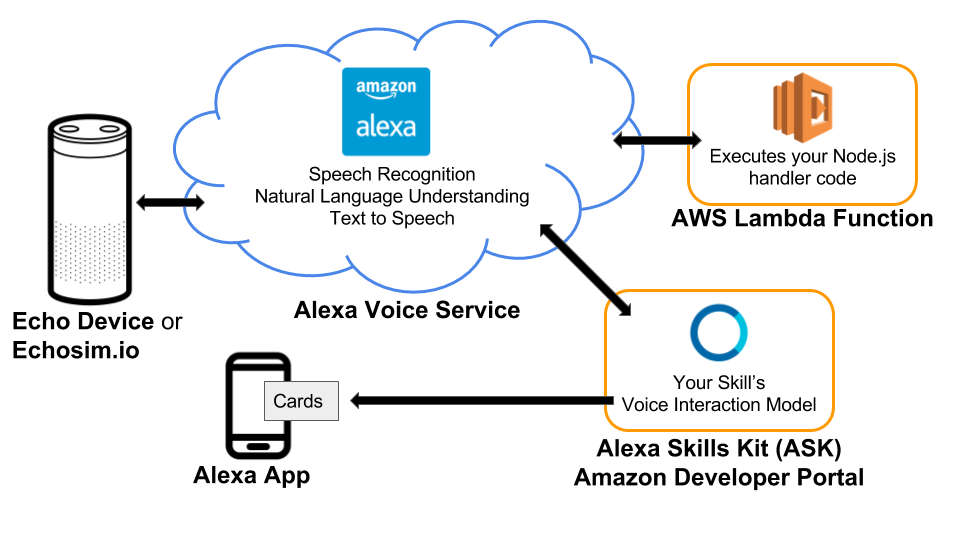 amazon
alexa
Speech Recognition
Natural Language Understanding
Text to Speech
Alexa Voice Service
Executes your Node.js
handler code
AWS Lambda Function
Echo Device or
Echosim.io
Cards
Alexa App
Your Skill’s
Voice Interaction Model
Alexa Skills Kit (ASK)
Amazon Developer Portal